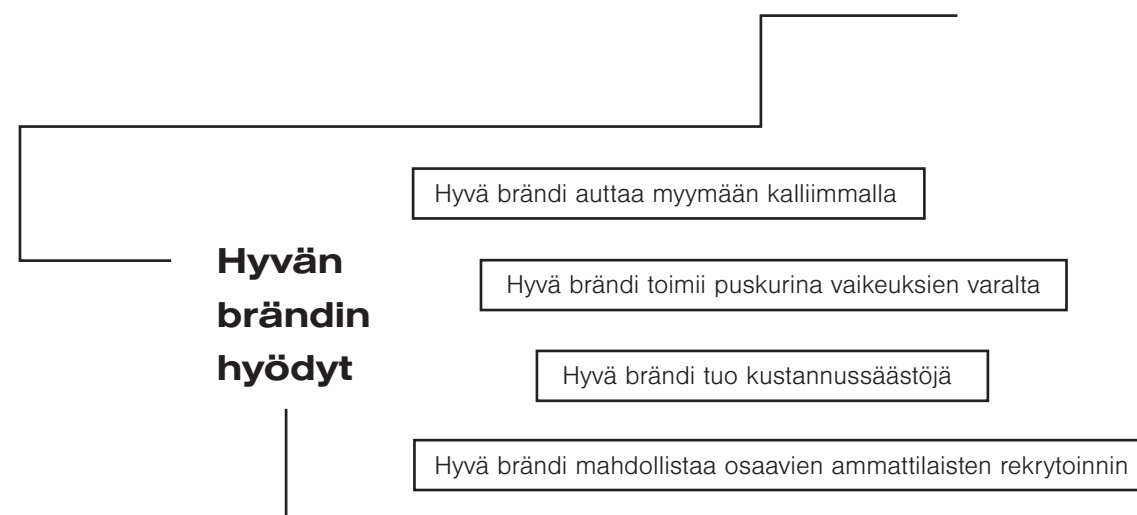 Hyvä brändi auttaa myymään kalliimmalla
Hyvän
brändin
hyödyt
Hyvä brändi toimii puskurina vaikeuksien varalta
Hyvä brändi tuo kustannussäästöjä
Hyvä brändi mahdollistaa osaavien ammattilaisten rekrytoinnin